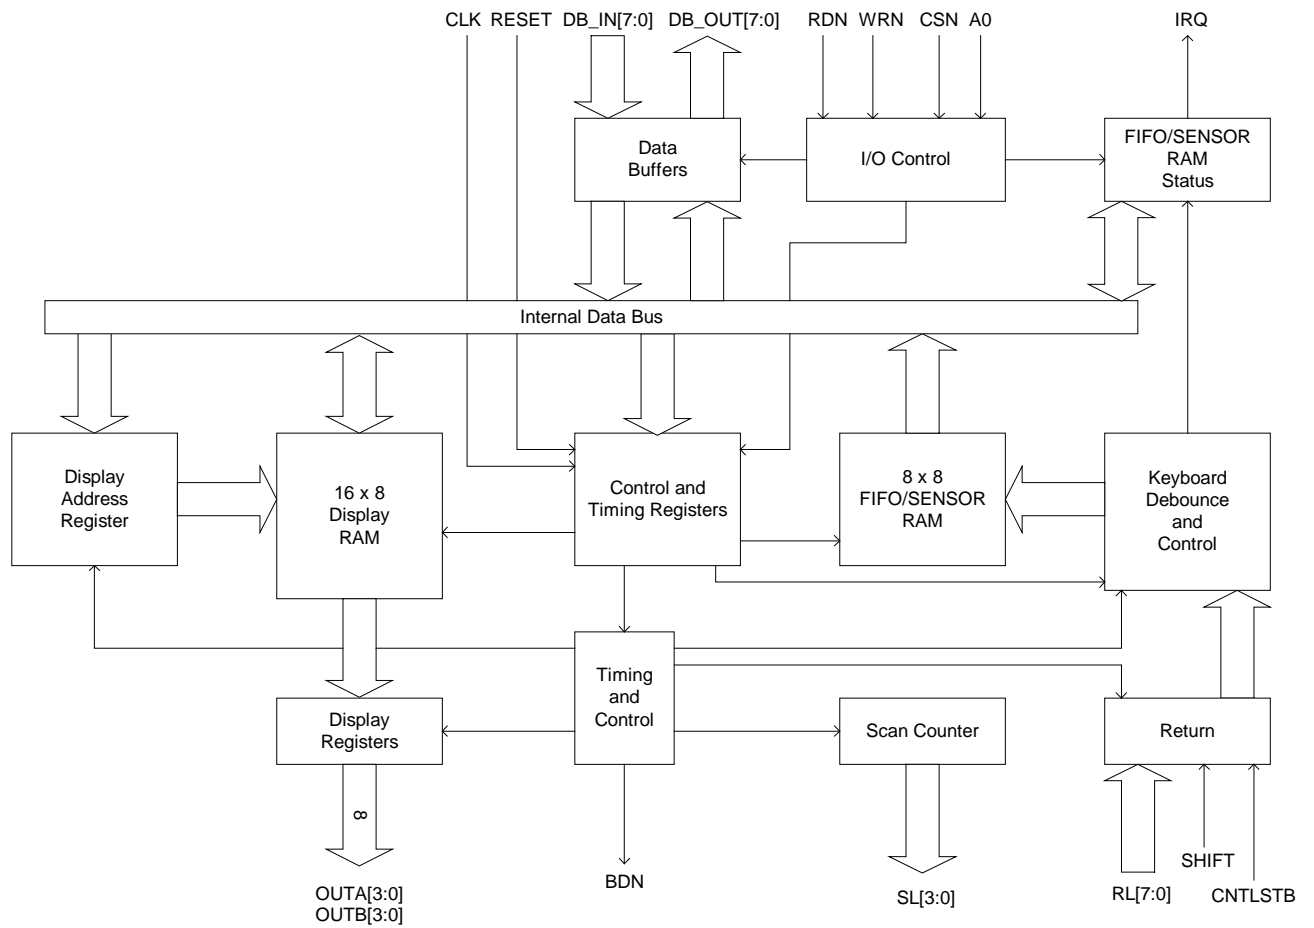 CLK RESET DB_IN[7:0] DB_OUT[7:0] RDN WRN CSN A0 IRQ
Data
Buffers
I/O Control
FIFO/SENSOR
RAM
Status
Internal Data Bus
Display
Address
Register
16 x 8
Display
RAM
Control and
Timing Registers
8 x 8
FIFO/SENSOR
RAM
Keyboard
Debounce
and
Control
Timing
and
Control
Display
Registers
Scan Counter
Return
8
OUTA[3:0]
OUTB[3:0]
BDN
SL[3:0]
RL[7:0]
SHIFT
CNTLSTB